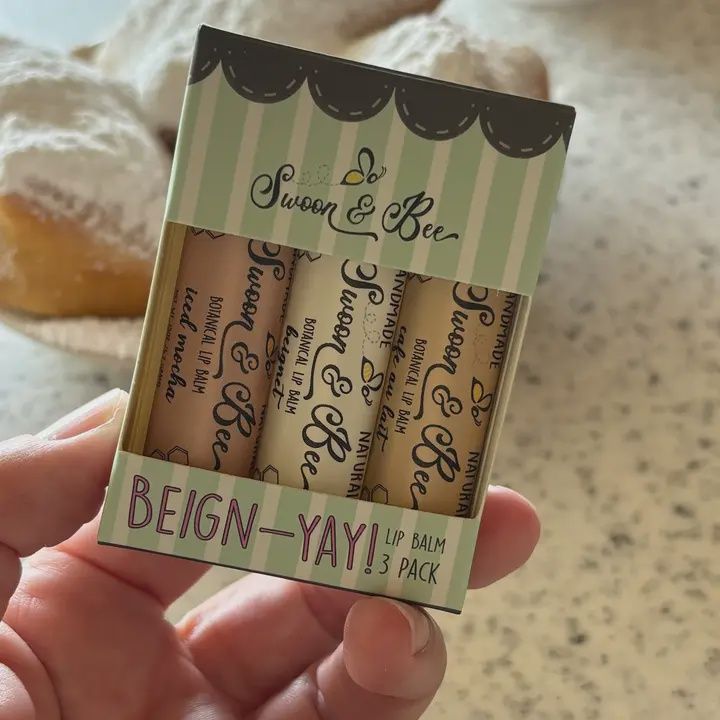 Swoon & Bee
iced mocha
BOTANICAL LIP BALM
Swoon & Bee
beignet
BOTANICAL LIP BALM
Swoon & Bee
HANDMADE
NATURAL
cafe au lait
BOTANICAL LIP BALM
Swoon & Bee
BEIGN-YAY!
LIP BALM
3 PACK